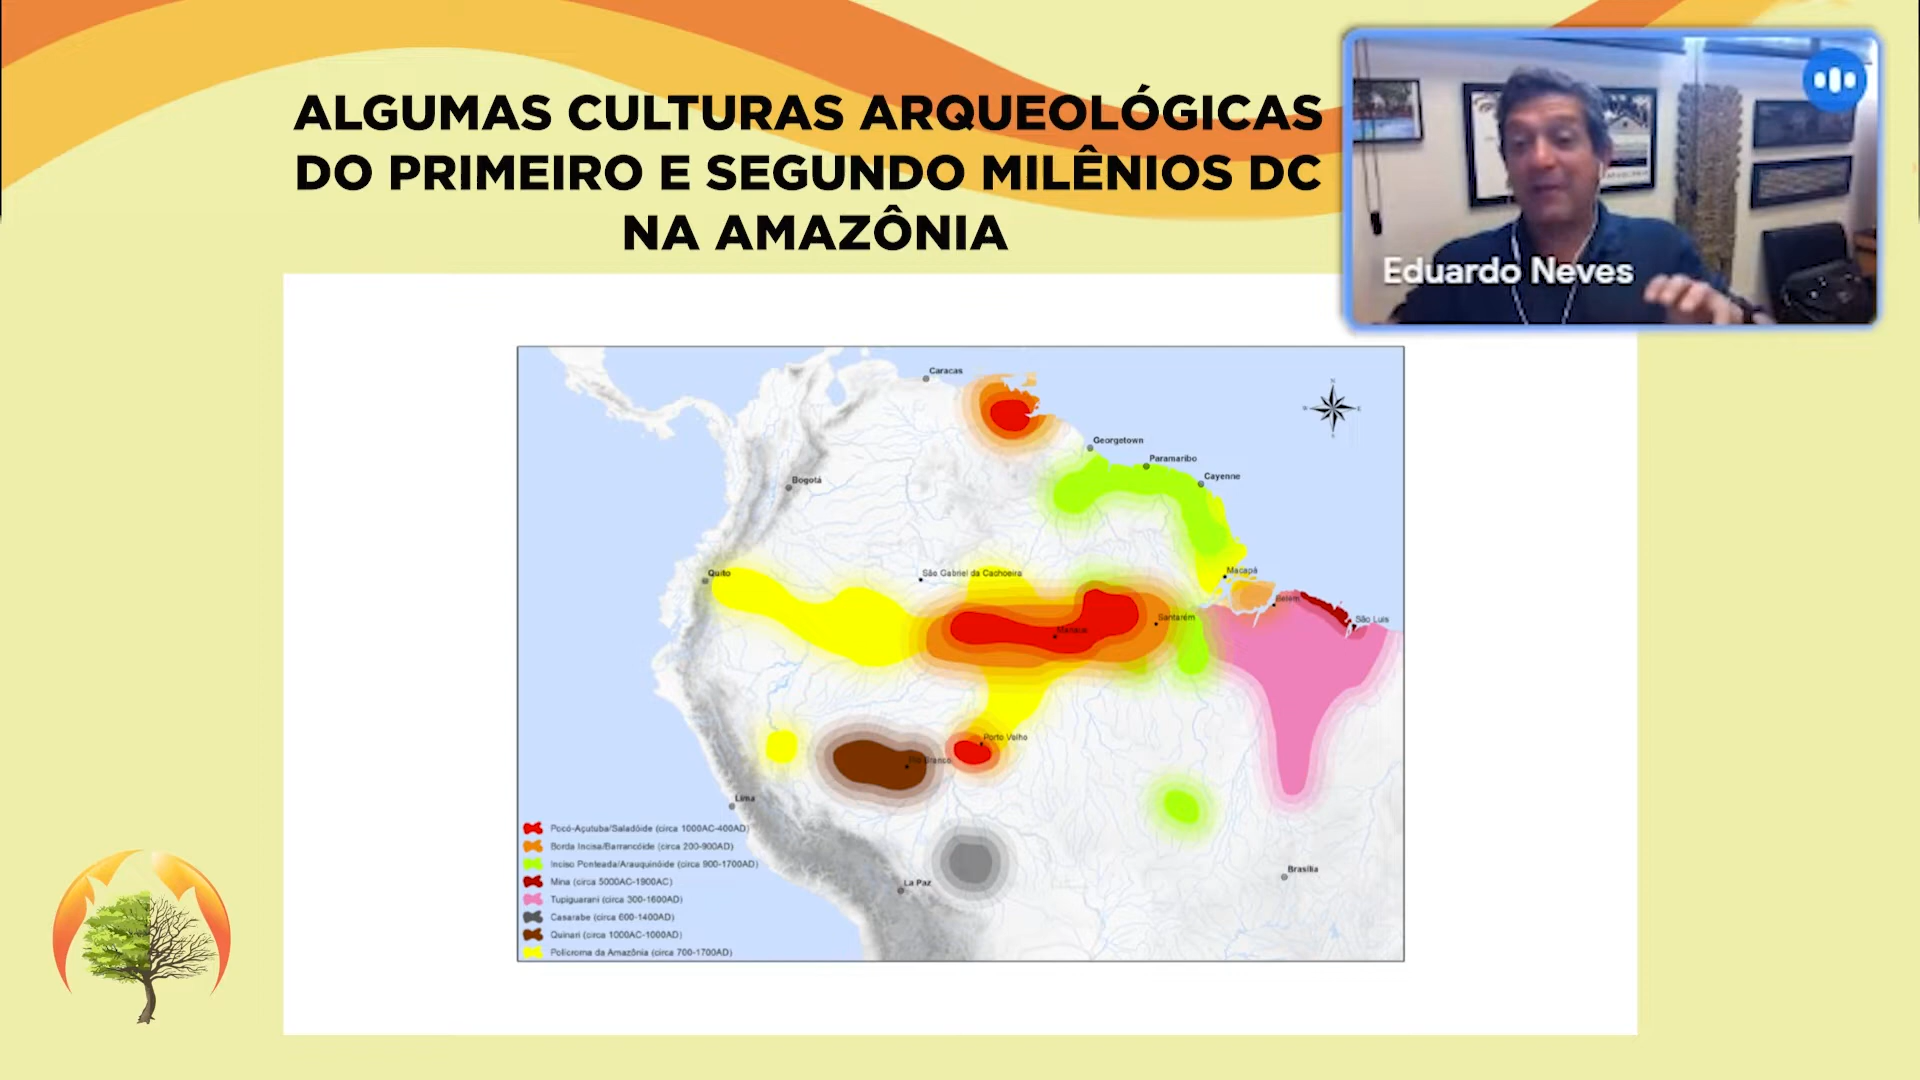 ALGUMAS CULTURAS ARQUEOLÓGICAS
DO PRIMEIRO E SEGUNDO MILÊNIOS DC
NA AMAZÔNIA
Eduardo Neves
Caracas
N
Georgetown
Paramaribo
Cayenne
Bogotá
Quito
São Gabriel da Cachoeira
Macapá
Belém
Santarém
São Luis
Manaus
Porto Velho
Rio Branco
Lima
La Paz
Brasília
Pocó-Açutuba/Saladóide (circa 1000AC-400AD)
Borda Incisa/Barrancóide (circa 200-900AD)
Inciso Ponteada/Arauquinóide (circa 900-1700AD)
Mina (circa 5000AC-1900AC)
Tupiguarani (circa 300-1600AD)
Casarabe (circa 600-1400AD)
Quinari (circa 1000AC-1000AD)
Polícroma da Amazônia (circa 700-1700AD)